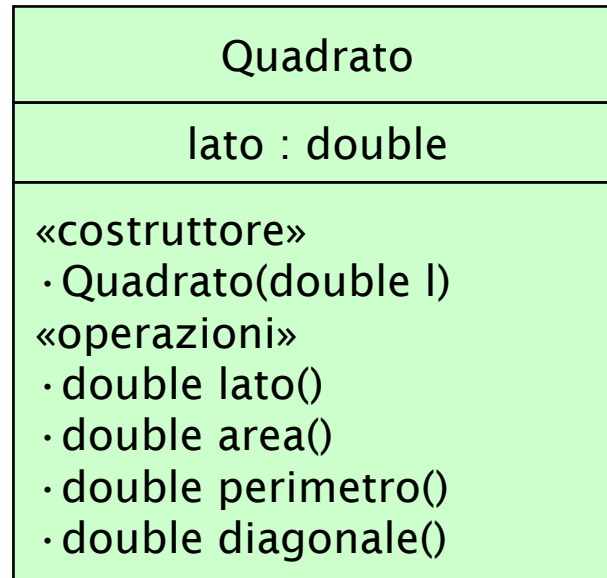 Quadrato
lato : double
«costruttore»
·Quadrato(double l)
«operazioni»
·double lato()
·double area()
·double perimetro()
·double diagonale()